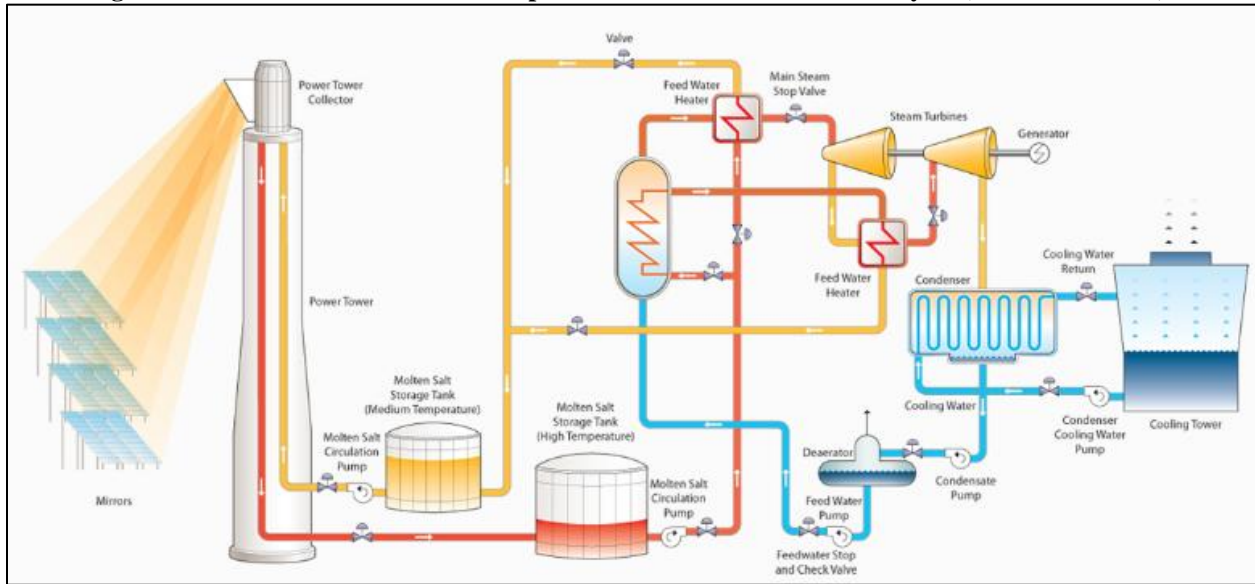 Power Tower
Collector
Valve
Feed Water
Heater
Main Steam
Stop Valve
Steam Turbines
Generator
Power Tower
Feed Water
Heater
Condenser
Cooling Water
Return
Molten Salt
Storage Tank
(Medium Temperature)
Molten Salt
Storage Tank
(High Temperature)
Molten Salt
Circulation
Pump
Mirrors
Molten Salt
Circulation
Pump
Deaerator
Feed Water
Pump
Feedwater Stop
and Check Valve
Condensate
Pump
Cooling Water
Condenser
Cooling Water
Pump
Cooling Tower